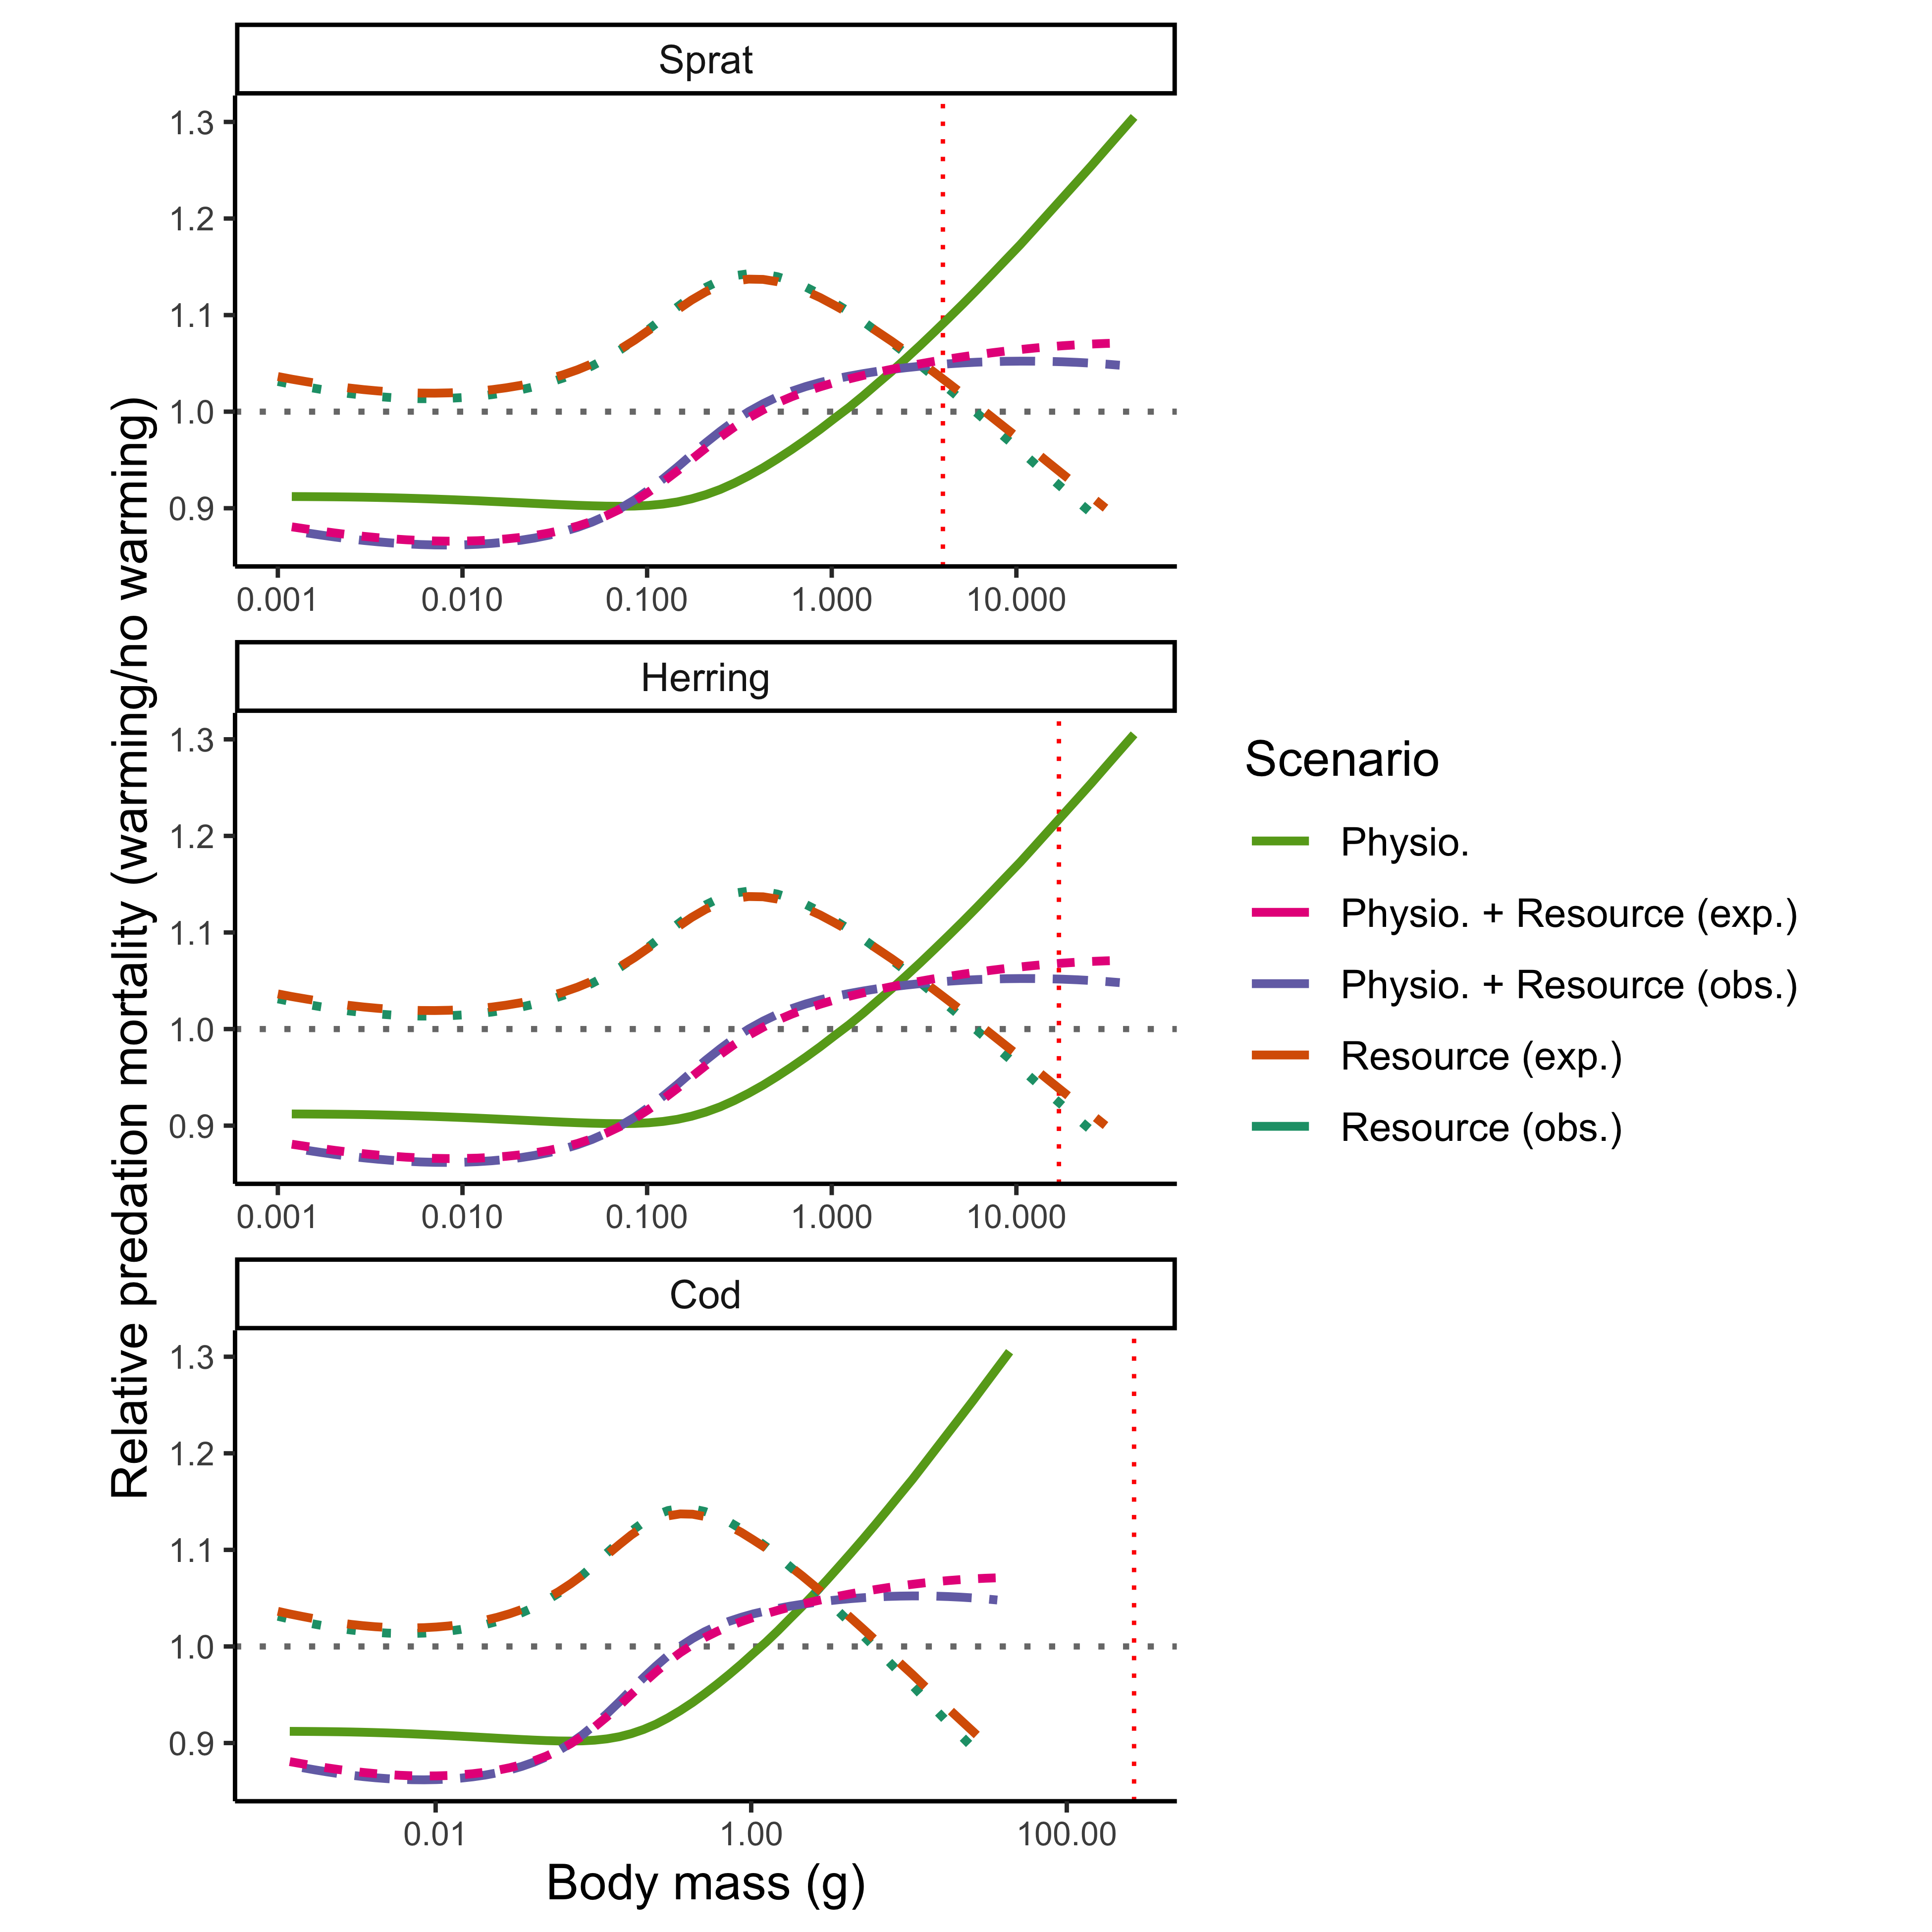 Relative predation mortality (warming/no warming)
Sprat
1.3
1.2
1.1
1.0
0.9
0.001 0.010 0.100 1.000 10.000
Herring
1.3
1.2
1.1
1.0
0.9
0.001 0.010 0.100 1.000 10.000
Cod
1.3
1.2
1.1
1.0
0.9
0.01 1.00 100.00
Body mass (g)
Scenario
Physio.
Physio. + Resource (exp.)
Physio. + Resource (obs.)
Resource (exp.)
Resource (obs.)